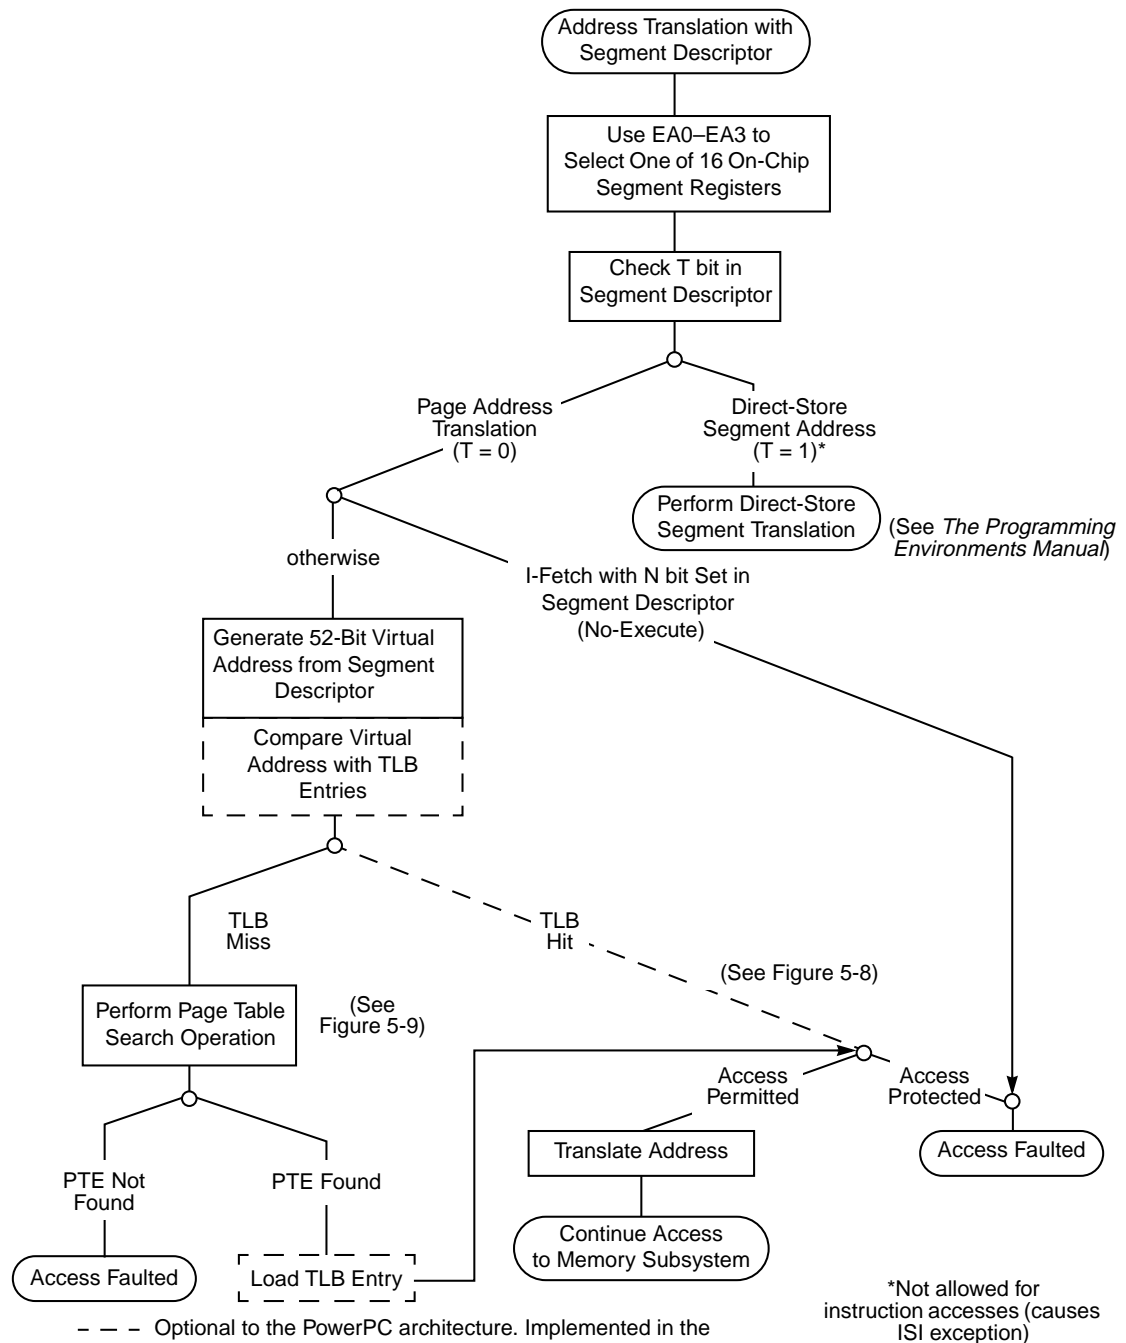 Address Translation with
Segment Descriptor
Use EA0–EA3 to
Select One of 16 On-Chip
Segment Registers
Check T bit in
Segment Descriptor
Page Address
Translation
(T = 0)
Direct-Store
Segment Address
(T = 1)*
Perform Direct-Store
Segment Translation
(See The Programming
Environments Manual)
otherwise
I-Fetch with N bit Set in
Segment Descriptor
(No-Execute)
Generate 52-Bit Virtual
Address from Segment
Descriptor
Compare Virtual
Address with TLB
Entries
TLB
Miss
TLB
Hit
(See Figure 5-8)
Perform Page Table
Search Operation
(See
Figure 5-9)
Access
Permitted
Access
Protected
Translate Address
Access Faulted
PTE Not
Found
PTE Found
Continue Access
to Memory Subsystem
Access Faulted
Load TLB Entry
*Not allowed for
instruction accesses (causes
ISI exception)
– – – Optional to the PowerPC architecture. Implemented in the